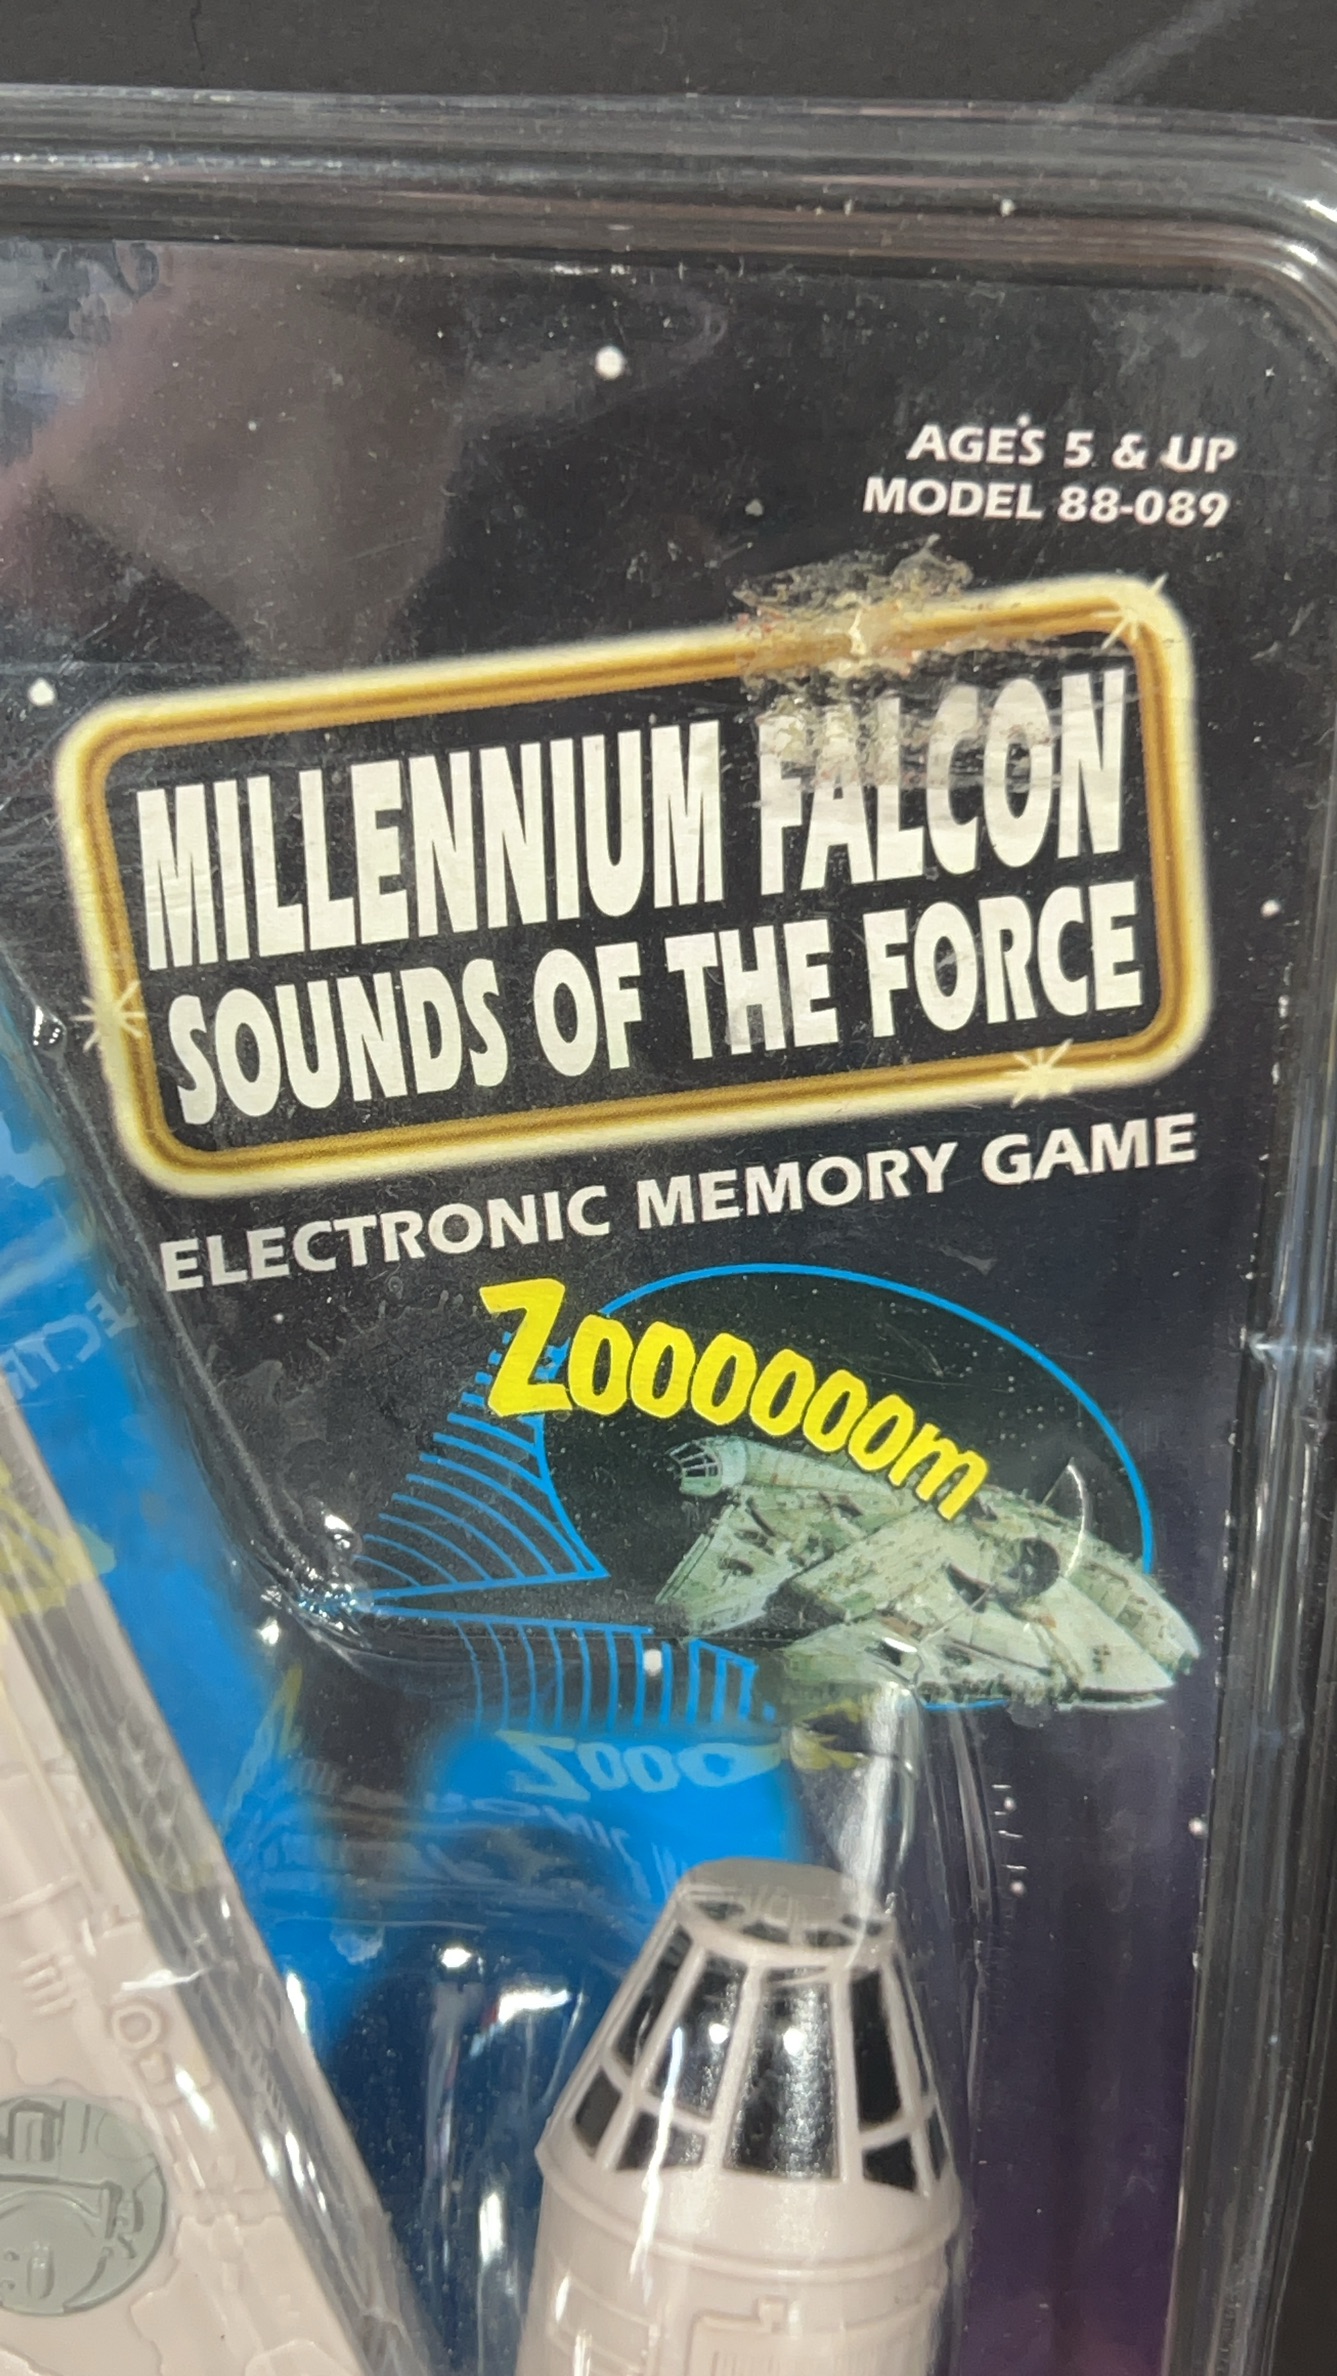 AGES 5 & UP
MODEL 88-089
MILLENNIUM FALCON
SOUNDS OF THE FORCE
ELECTRONIC MEMORY GAME
Zoooooom